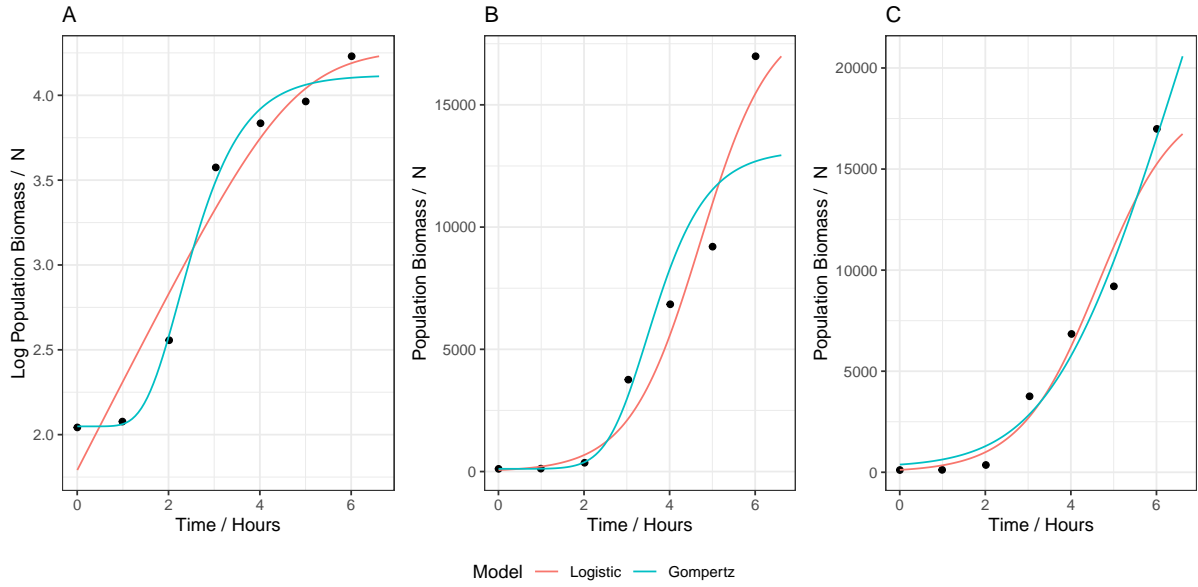 A
Log Population Biomass / N
4.0
3.5
3.0
2.5
2.0
0
2
4
6
Time / Hours
B
Population Biomass / N
15000
10000
5000
0
0
2
4
6
Time / Hours
C
Population Biomass / N
20000
15000
10000
5000
0
0
2
4
6
Time / Hours
Model Logistic Gompertz